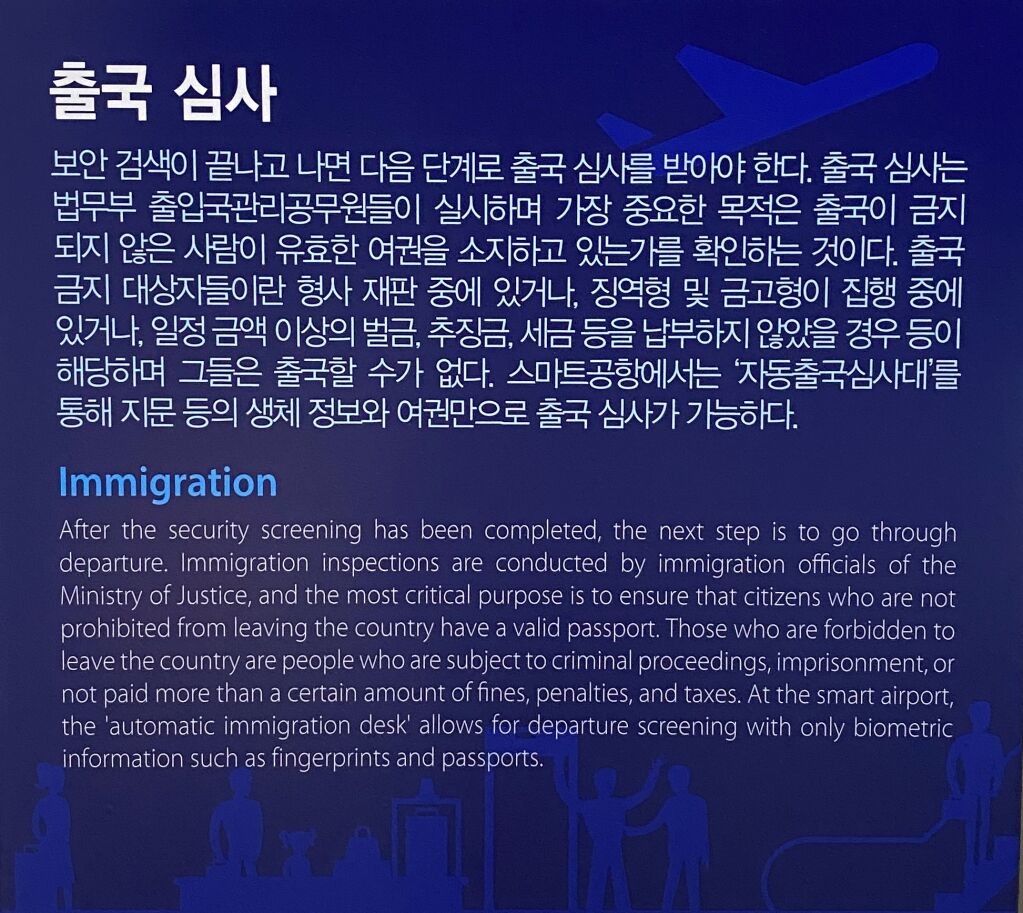 출국 심사
보안 검색이 끝나고 나면 다음 단계로 출국 심사를 받아야 한다. 출국 심사는
법무부 출입국관리공무원들이 실시하며 가장 중요한 목적은 출국이 금지
되지 않은 사람이 유효한 여권을 소지하고 있는가를 확인하는 것이다. 출국
금지 대상자들이란 형사 재판 중에 있거나, 징역형 및 금고형이 집행 중에
있거나, 일정 금액 이상의 벌금, 추징금, 세금 등을 납부하지 않았을 경우 등이
해당하며 그들은 출국할 수가 없다. 스마트공항에서는 ‘자동출국심사대’를
통해 지문 등의 생체 정보와 여권만으로 출국 심사가 가능하다.
Immigration
After the security screening has been completed, the next step is to go through
departure. Immigration inspections are conducted by immigration officials of the
Ministry of Justice, and the most critical purpose is to ensure that citizens who are not
prohibited from leaving the country have a valid passport. Those who are forbidden to
leave the country are people who are subject to criminal proceedings, imprisonment, or
not paid more than a certain amount of fines, penalties, and taxes. At the smart airport,
the 'automatic immigration desk' allows for departure screening with only biometric
information such as fingerprints and passports.